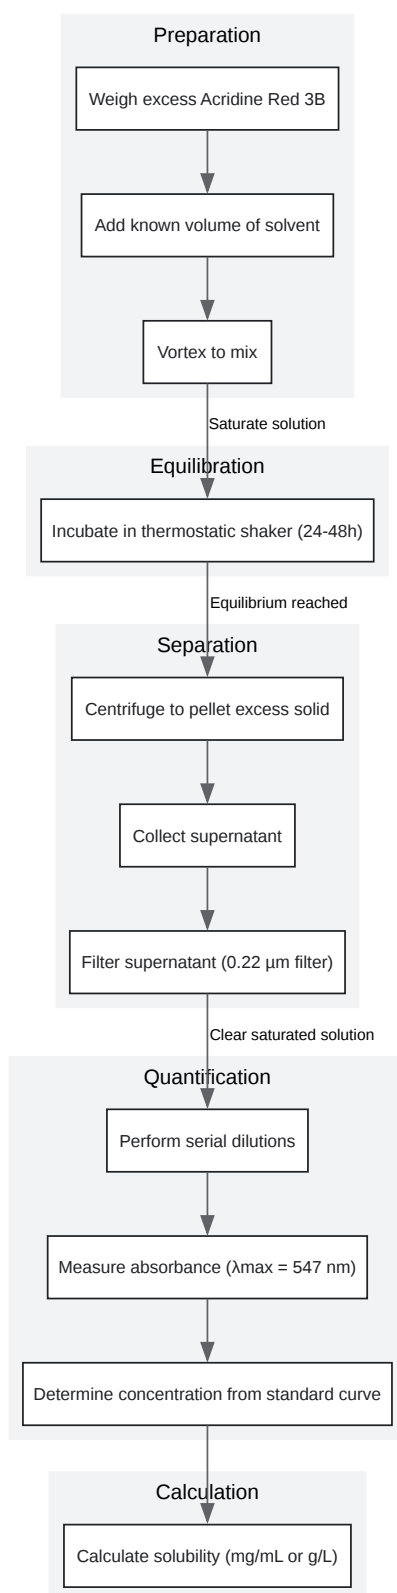 Preparation
Weigh excess Acridine Red 3B
Add known volume of solvent
Vortex to mix
Saturate solution
Equilibration
Incubate in thermostatic shaker (24-48h)
Equilibrium reached
Separation
Centrifuge to pellet excess solid
Collect supernatant
Filter supernatant (0.22 µm filter)
Clear saturated solution
Quantification
Perform serial dilutions
Measure absorbance (λmax = 547 nm)
Determine concentration from standard curve
Calculation
Calculate solubility (mg/mL or g/L)